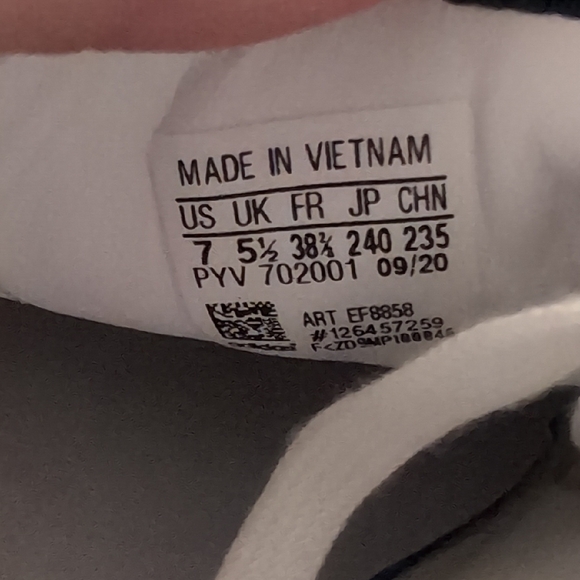 MADE IN VIETNAM
US UK FR JP CHN
7 5½ 38⅔ 240 235
PYV 702001 09/20
ART EF8858
#126457259
adidas